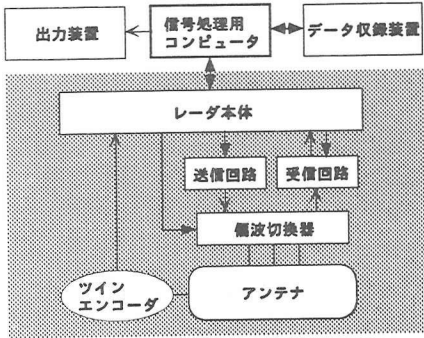 出力装置
信号処理用
コンピュータ
データ収録装置
レーダ本体
送信回路
受信回路
偏波切換器
ツイン
エンコーダ
アンテナ